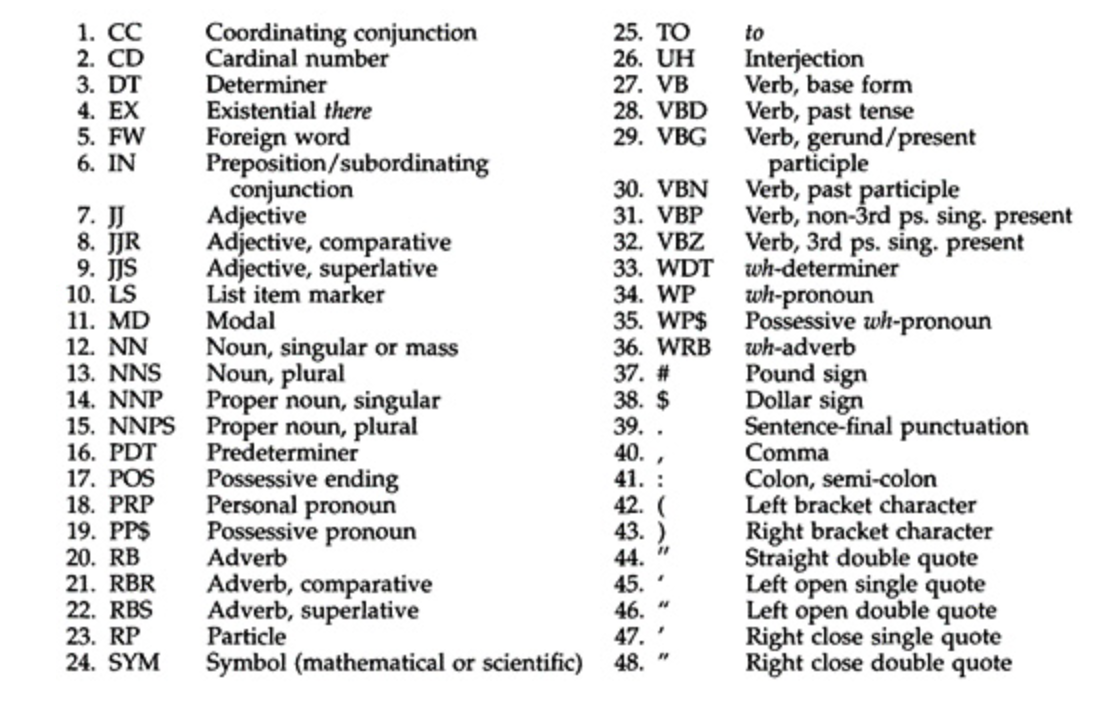 1. CC Coordinating conjunction
2. CD Cardinal number
3. DT Determiner
4. EX Existential there
5. FW Foreign word
6. IN Preposition/subordinating
conjunction
7. JJ Adjective
8. JJR Adjective, comparative
9. JJS Adjective, superlative
10. LS List item marker
11. MD Modal
12. NN Noun, singular or mass
13. NNS Noun, plural
14. NNP Proper noun, singular
15. NNPS Proper noun, plural
16. PDT Predeterminer
17. POS Possessive ending
18. PRP Personal pronoun
19. PP$ Possessive pronoun
20. RB Adverb
21. RBR Adverb, comparative
22. RBS Adverb, superlative
23. RP Particle
24. SYM Symbol (mathematical or scientific)
25. TO to
26. UH Interjection
27. VB Verb, base form
28. VBD Verb, past tense
29. VBG Verb, gerund/present
participle
30. VBN Verb, past participle
31. VBP Verb, non-3rd ps. sing. present
32. VBZ Verb, 3rd ps. sing. present
33. WDT wh-determiner
34. WP wh-pronoun
35. WP$ Possessive wh-pronoun
36. WRB wh-adverb
37. # Pound sign
38. $ Dollar sign
39. . Sentence-final punctuation
40. , Comma
41. : Colon, semi-colon
42. ( Left bracket character
43. ) Right bracket character
44. " Straight double quote
45. ‘ Left open single quote
46. “ Left open double quote
47. ’ Right close single quote
48. ” Right close double quote